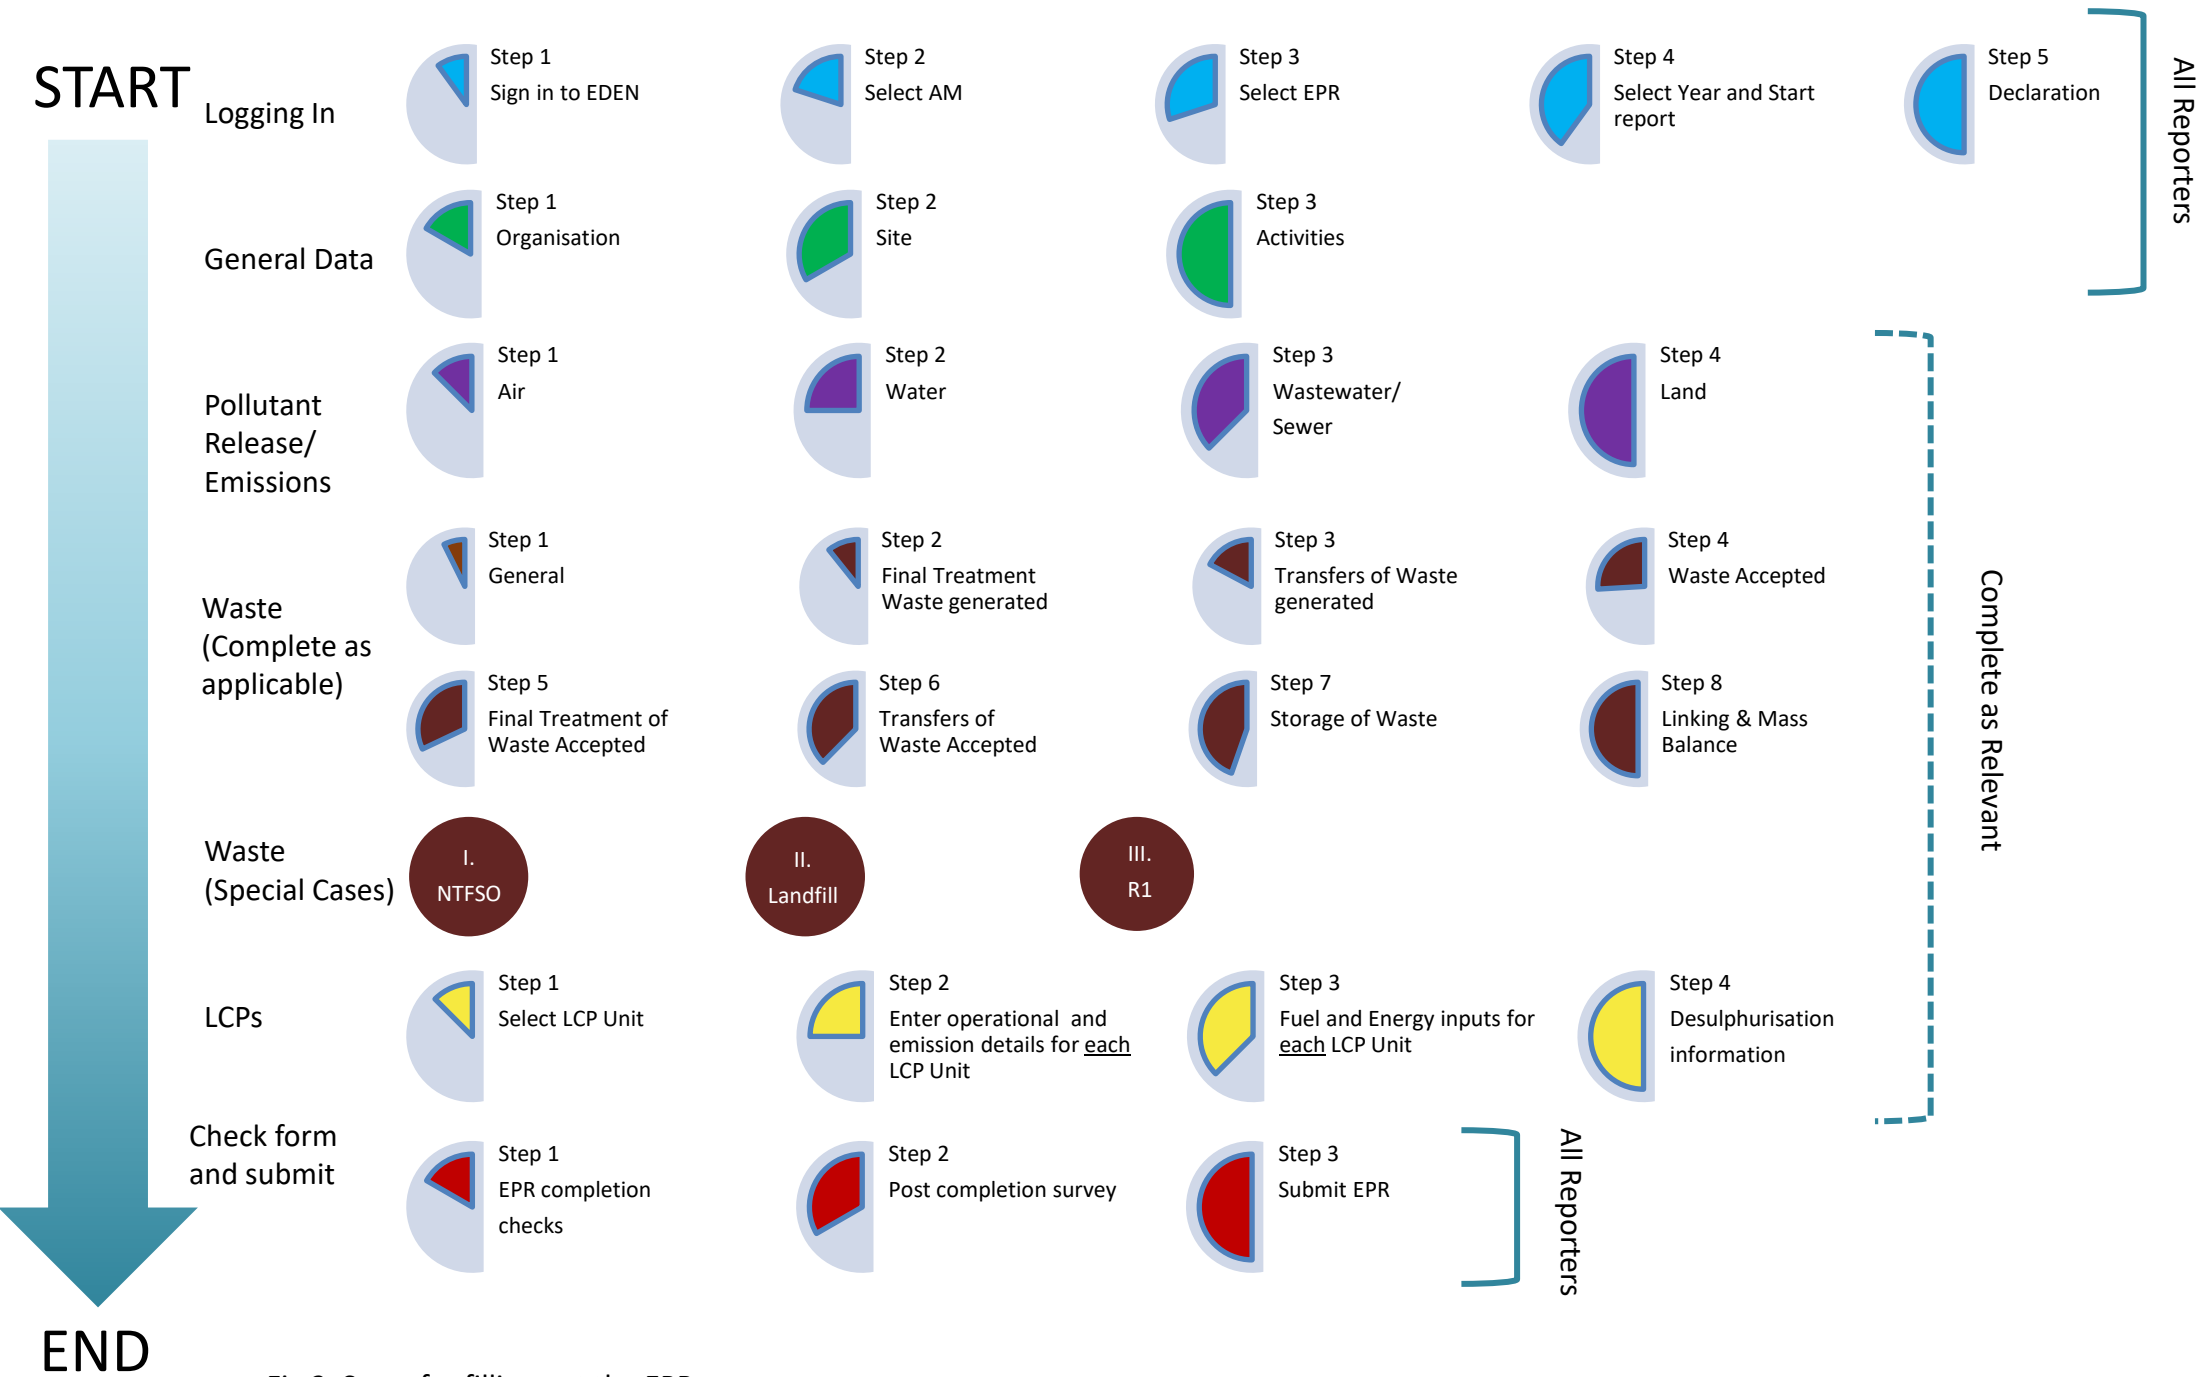 START
Logging In
Step 1
Sign in to EDEN
Step 2
Select AM
Step 3
Select EPR
Step 4
Select Year and Start
report
Step 5
Declaration
All Reporters
General Data
Step 1
Organisation
Step 2
Site
Step 3
Activities
Pollutant
Release/
Emissions
Step 1
Air
Step 2
Water
Step 3
Wastewater/
Sewer
Step 4
Land
Waste
(Complete as
applicable)
Step 1
General
Step 2
Final Treatment
Waste generated
Step 3
Transfers of Waste
generated
Step 4
Waste Accepted
Step 5
Final Treatment of
Waste Accepted
Step 6
Transfers of
Waste Accepted
Step 7
Storage of Waste
Step 8
Linking & Mass
Balance
Complete as Relevant
Waste
(Special Cases)
I.
NTFSO
II.
Landfill
III.
R1
LCPs
Step 1
Select LCP Unit
Step 2
Enter operational and
emission details for each
LCP Unit
Step 3
Fuel and Energy inputs for
each LCP Unit
Step 4
Desulphurisation
information
Check form
and submit
Step 1
EPR completion
checks
Step 2
Post completion survey
Step 3
Submit EPR
All Reporters
END